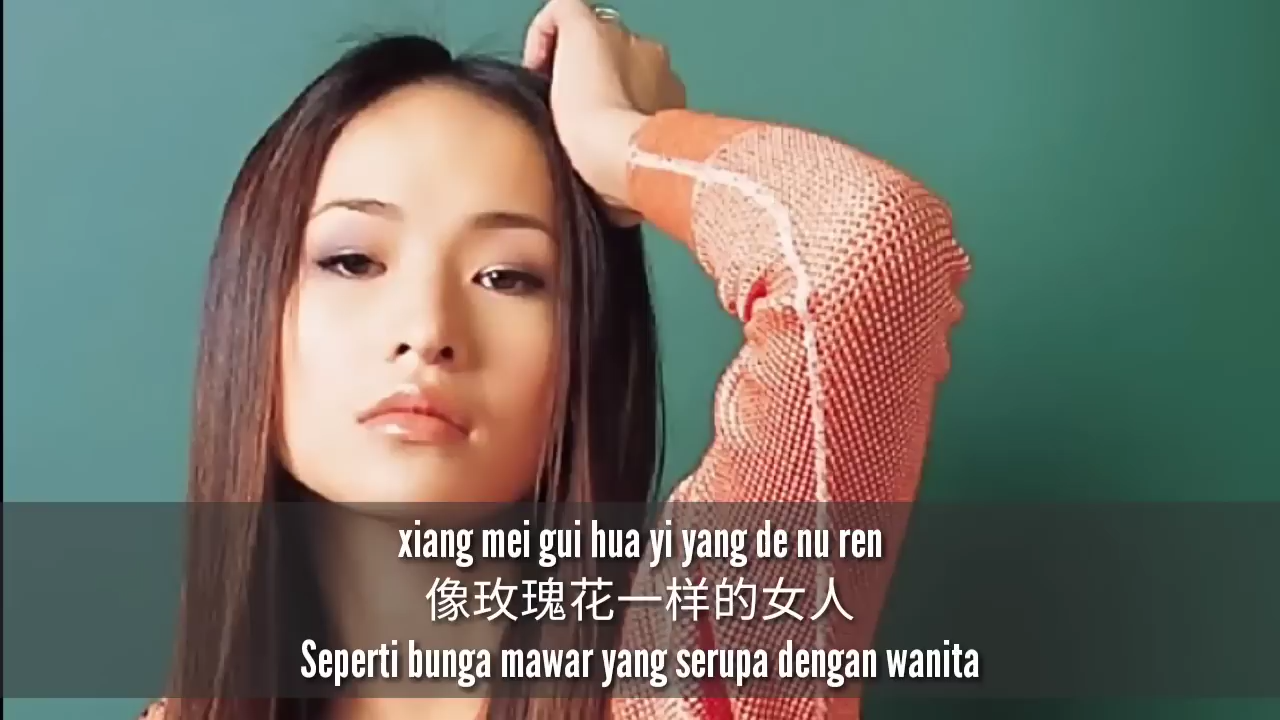 xiang mei gui hua yi yang de nu ren
像玫瑰花一样的女人
Seperti bunga mawar yang serupa dengan wanita